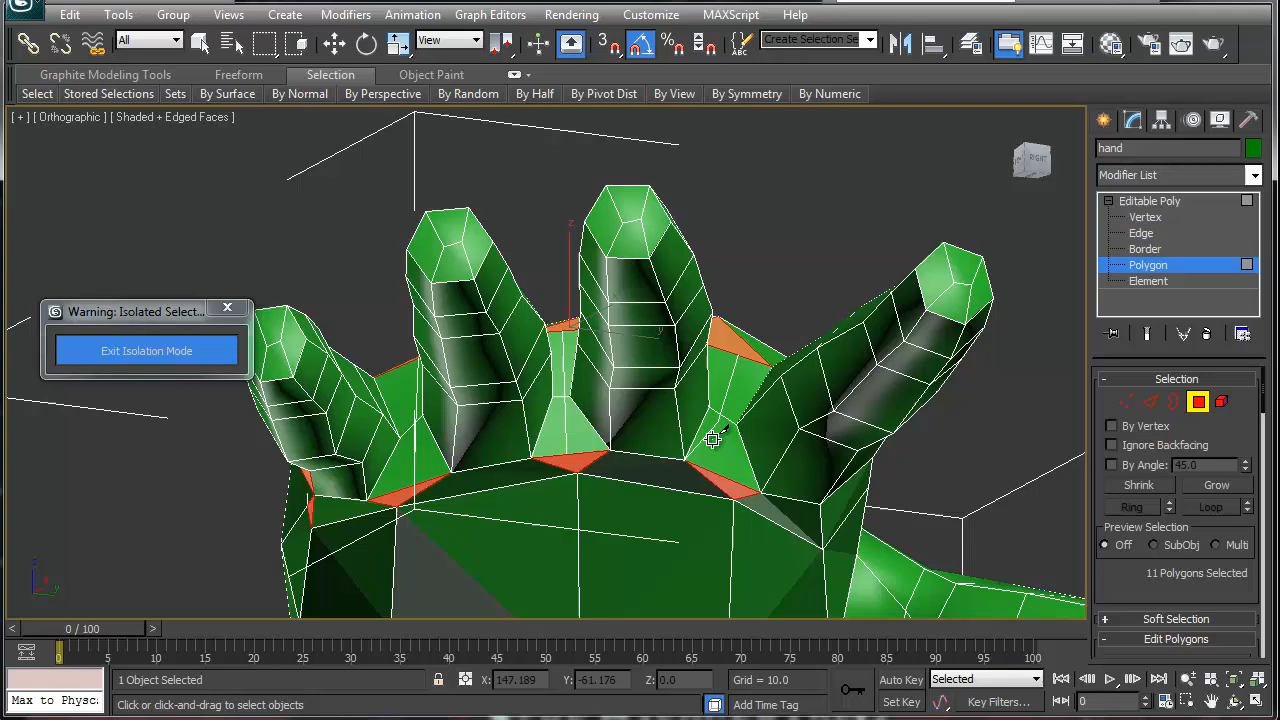 Edit Tools Group Views Create Modifiers Animation Graph Editors Rendering Customize MAXScript Help
All View 3 Create Selection Se
Graphite Modeling Tools Freeform Selection Object Paint
Select Stored Selections Sets By Surface By Normal By Perspective By Random By Half By Pivot Dist By View By Symmetry By Numeric
[ + ] [ Orthographic ] [ Shaded + Edged Faces ]
RIGHT
hand
Modifier List
Editable Poly
Vertex
Edge
Border
Polygon
Element
Warning: Isolated Select...
Exit Isolation Mode
z
y
- Selection
By Vertex
Ignore Backfacing
By Angle: 45.0
Shrink Grow
Ring Loop
Preview Selection
Off SubObj Multi
11 Polygons Selected
+ Soft Selection
- Edit Polygons
z
x
y
< 0 / 100 >
0 5 10 15 20 25 30 35 40 45 50 55 60 65 70 75 80 85 90 95 100
1 Object Selected X: 147.189 Y: -61.176 Z: 0.0 Grid = 10.0 Auto Key Selected
Max to Physc Click or click-and-drag to select objects Add Time Tag Set Key Key Filters... 0